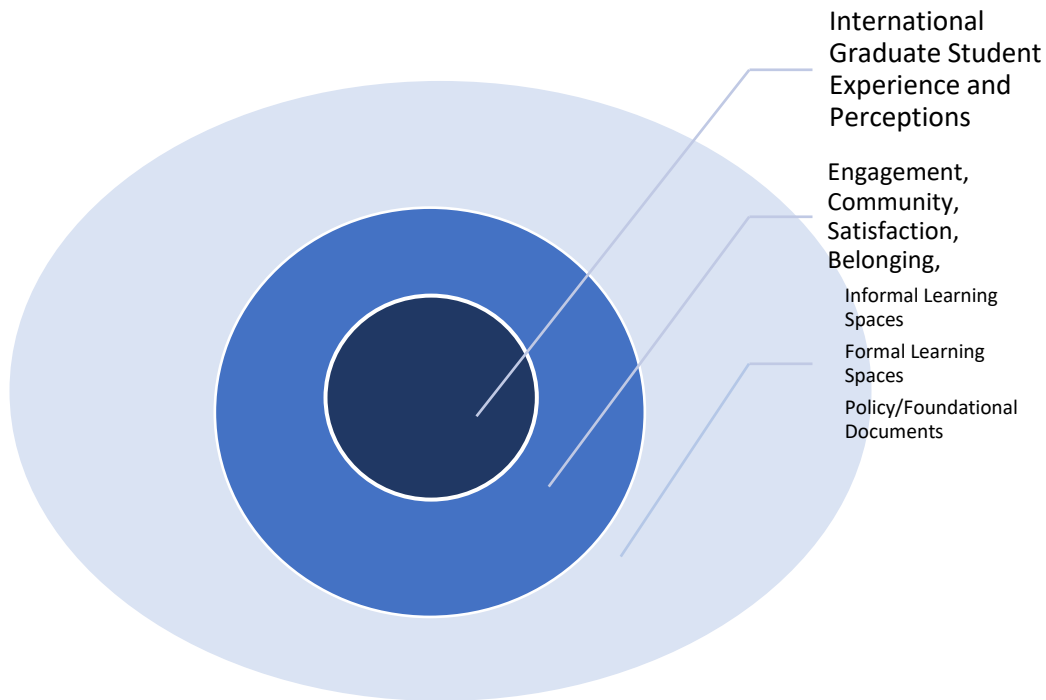 International
Graduate Student
Experience and
Perceptions
Engagement,
Community,
Satisfaction,
Belonging,
Informal Learning
Spaces
Formal Learning
Spaces
Policy/Foundational
Documents